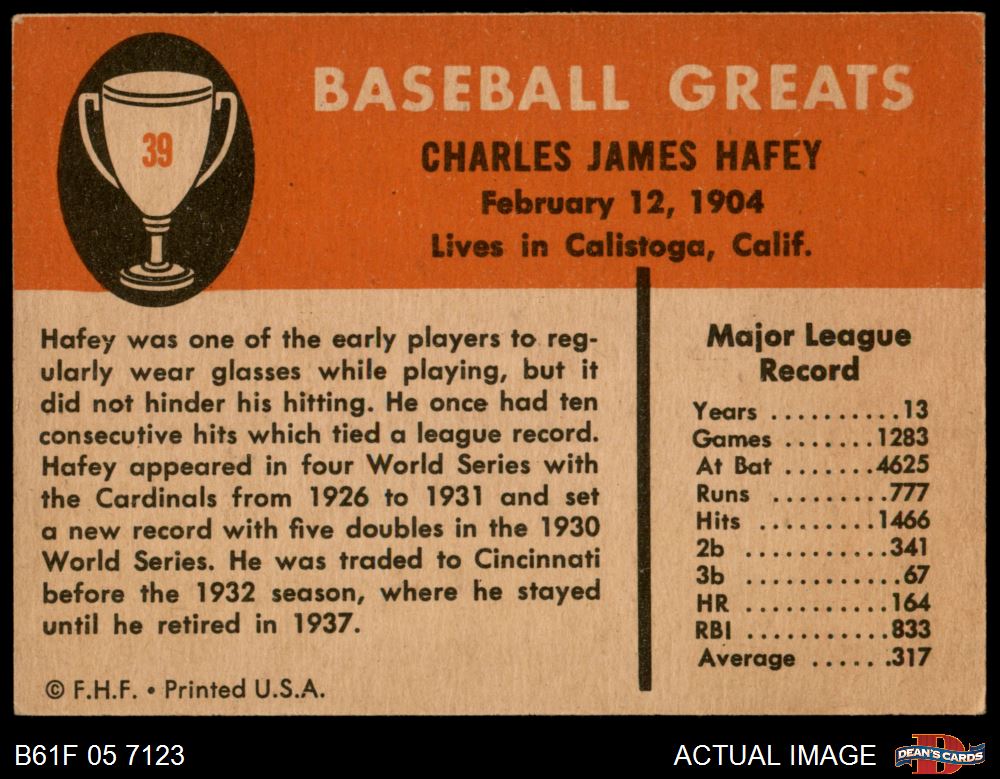 39
BASEBALL GREATS
CHARLES JAMES HAFEY
February 12, 1904
Lives in Calistoga, Calif.
Hafey was one of the early players to reg-
ularly wear glasses while playing, but it
did not hinder his hitting. He once had ten
consecutive hits which tied a league record.
Hafey appeared in four World Series with
the Cardinals from 1926 to 1931 and set
a new record with five doubles in the 1930
World Series. He was traded to Cincinnati
before the 1932 season, where he stayed
until he retired in 1937.
© F.H.F. • Printed U.S.A.
Major League
Record
Years ..........13
Games .......1283
At Bat .......4625
Runs .........777
Hits .........1466
2b ...........341
3b ............67
HR ...........164
RBI ...........833
Average ......317
B61F 05 7123
ACTUAL IMAGE
D
DEAN'S CARDS